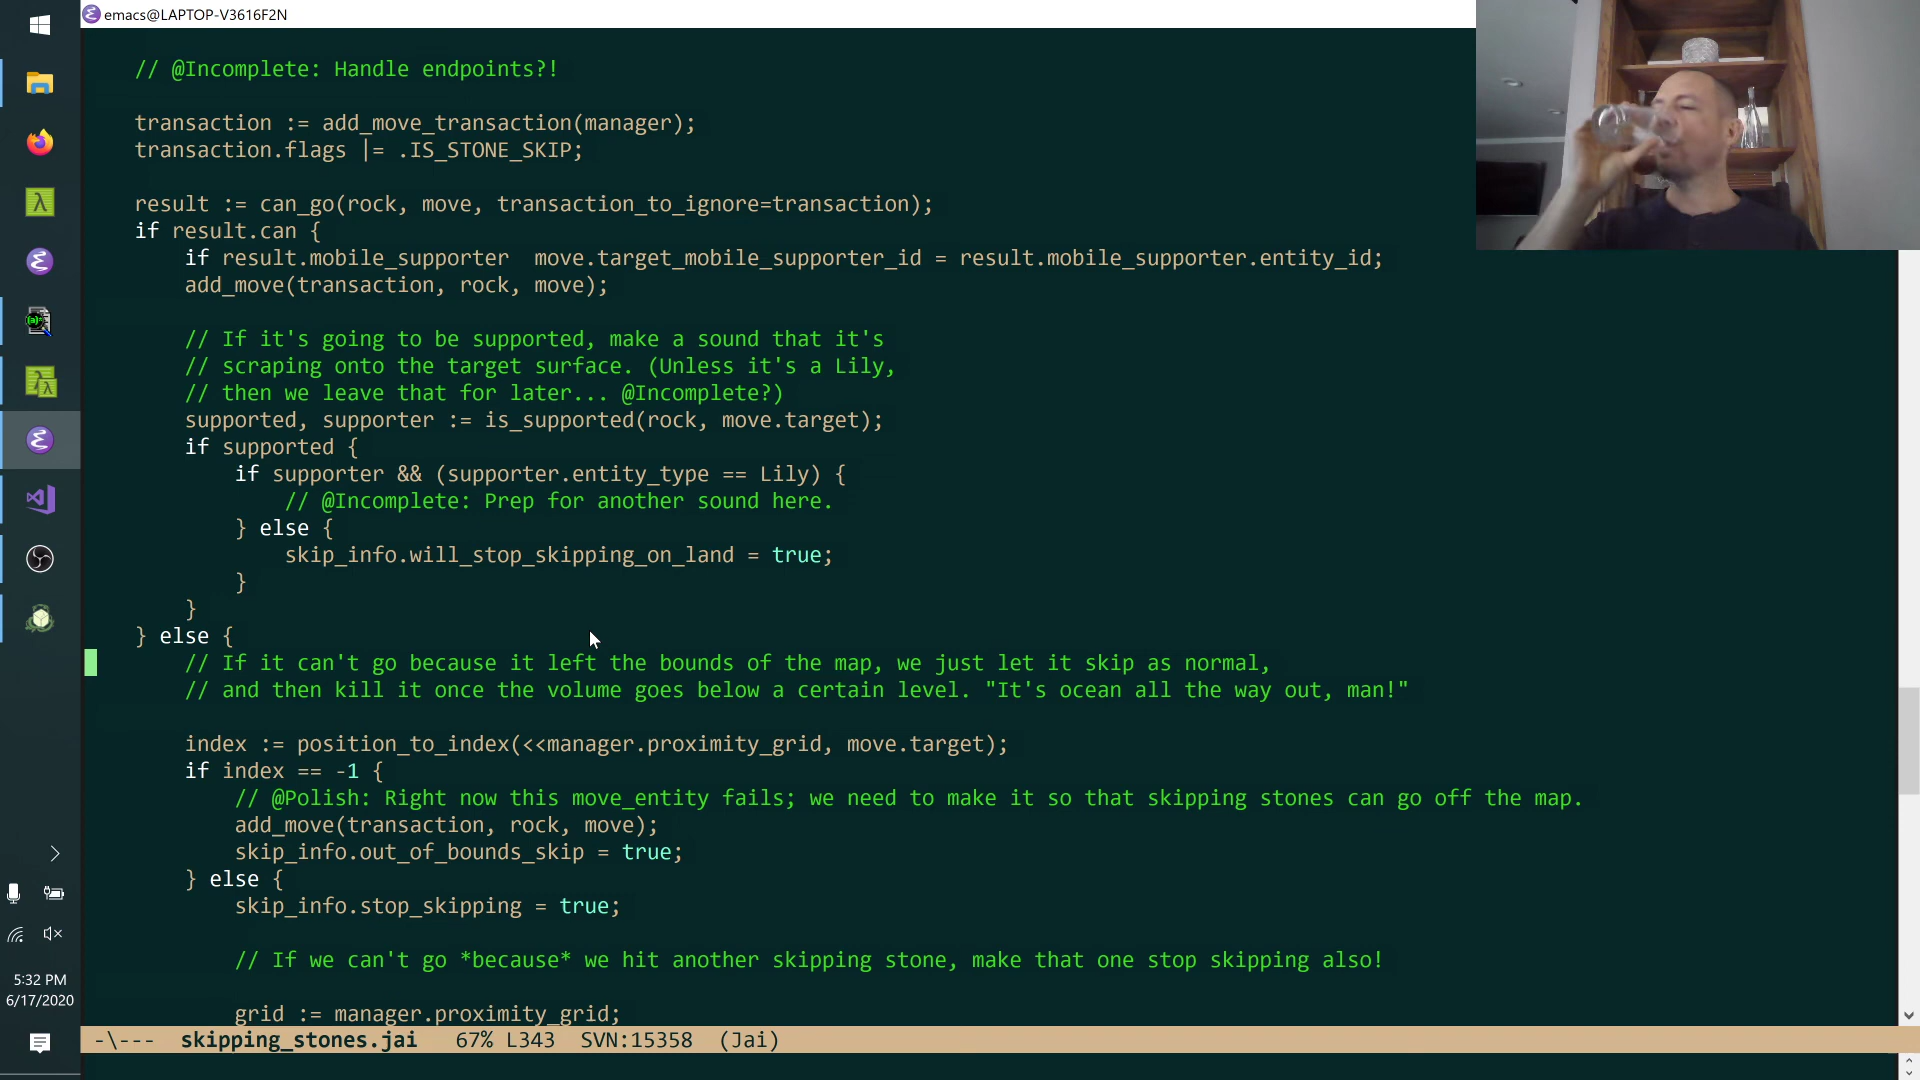 emacs@LAPTOP-V3616F2N
// @Incomplete: Handle endpoints?!
transaction := add_move_transaction(manager);
transaction.flags |= .IS_STONE_SKIP;
result := can_go(rock, move, transaction_to_ignore=transaction);
if result.can {
if result.mobile_supporter  move.target_mobile_supporter_id = result.mobile_supporter.entity_id;
add_move(transaction, rock, move);
// If it's going to be supported, make a sound that it's
// scraping onto the target surface. (Unless it's a Lily,
// then we leave that for later... @Incomplete?)
supported, supporter := is_supported(rock, move.target);
if supported {
if supporter && (supporter.entity_type == Lily) {
// @Incomplete: Prep for another sound here.
} else {
skip_info.will_stop_skipping_on_land = true;
}
}
} else {
// If it can't go because it left the bounds of the map, we just let it skip as normal,
// and then kill it once the volume goes below a certain level. "It's ocean all the way out, man!"
index := position_to_index(<<manager.proximity_grid, move.target);
if index == -1 {
// @Polish: Right now this move_entity fails; we need to make it so that skipping stones can go off the map.
add_move(transaction, rock, move);
skip_info.out_of_bounds_skip = true;
} else {
skip_info.stop_skipping = true;
// If we can't go *because* we hit another skipping stone, make that one stop skipping also!
grid := manager.proximity_grid;
-\---  skipping_stones.jai   67% L343  SVN:15358  (Jai)
5:32 PM
6/17/2020